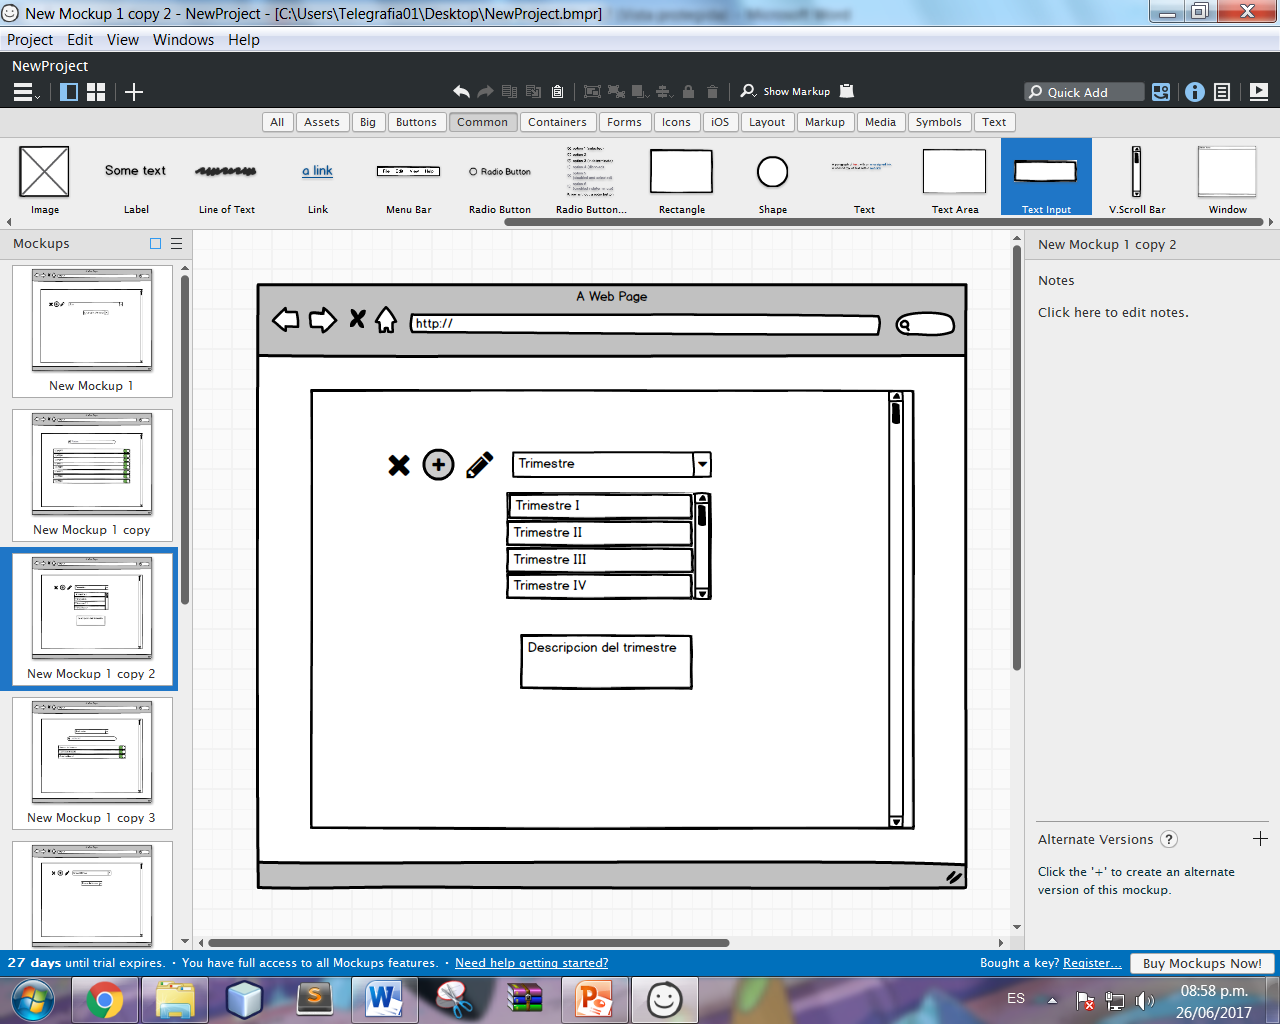 New Mockup 1 copy 2 - NewProject - [C:\Users\Telegrafia01\Desktop\NewProject.bmpr]
Microsoft Word
Project Edit View Windows Help
NewProject
Show Markup
Quick Add
All Assets Big Buttons Common Containers Forms Icons iOS Layout Markup Media Symbols Text
Some text
a link
File Edit View Help
Radio Button
Image Label Line of Text Link Menu Bar Radio Button Radio Button... Rectangle Shape Text Text Area Text Input V.Scroll Bar Window
Mockups
New Mockup 1
New Mockup 1 copy
New Mockup 1 copy 2
New Mockup 1 copy 3
A Web Page
http://
Trimestre
Trimestre I
Trimestre II
Trimestre III
Trimestre IV
Descripcion del trimestre
New Mockup 1 copy 2
Notes
Click here to edit notes.
Alternate Versions ?
Click the '+' to create an alternate
version of this mockup.
27 days until trial expires. · You have full access to all Mockups features. · Need help getting started?
Bought a key? Register... Buy Mockups Now!
ES
08:58 p.m.
26/06/2017